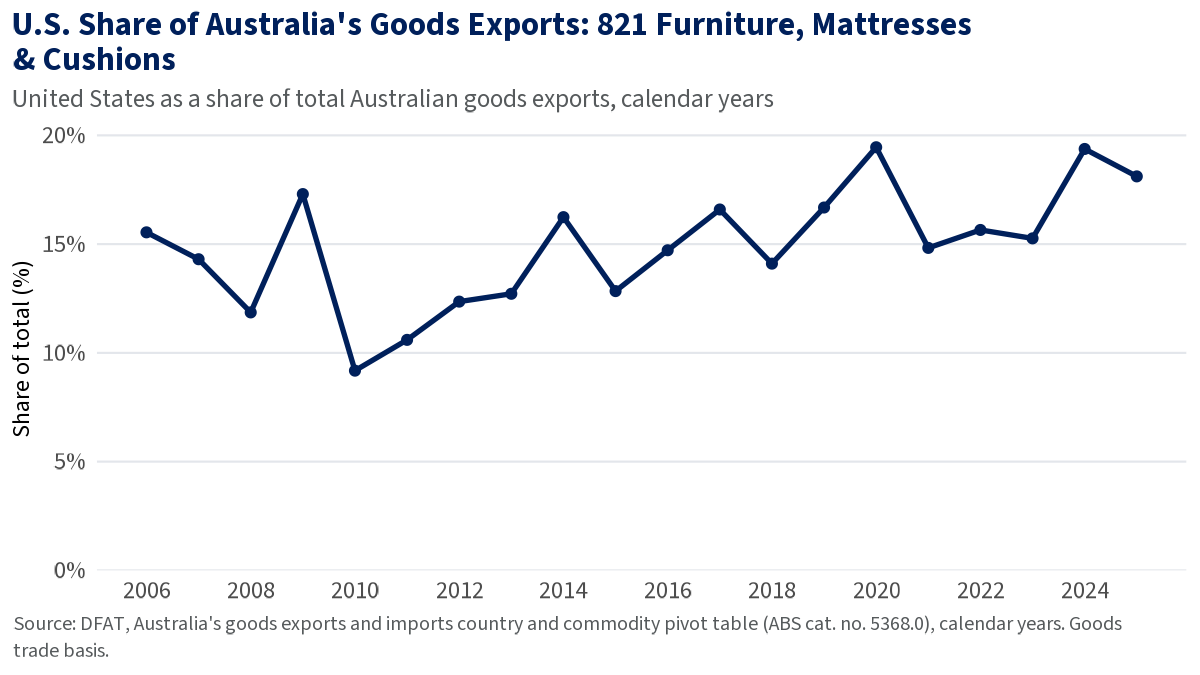 U.S. Share of Australia's Goods Exports: 821 Furniture, Mattresses
& Cushions
United States as a share of total Australian goods exports, calendar years
Share of total (%)
20%
15%
10%
5%
0%
2006 2008 2010 2012 2014 2016 2018 2020 2022 2024
Source: DFAT, Australia's goods exports and imports country and commodity pivot table (ABS cat. no. 5368.0), calendar years. Goods
trade basis.